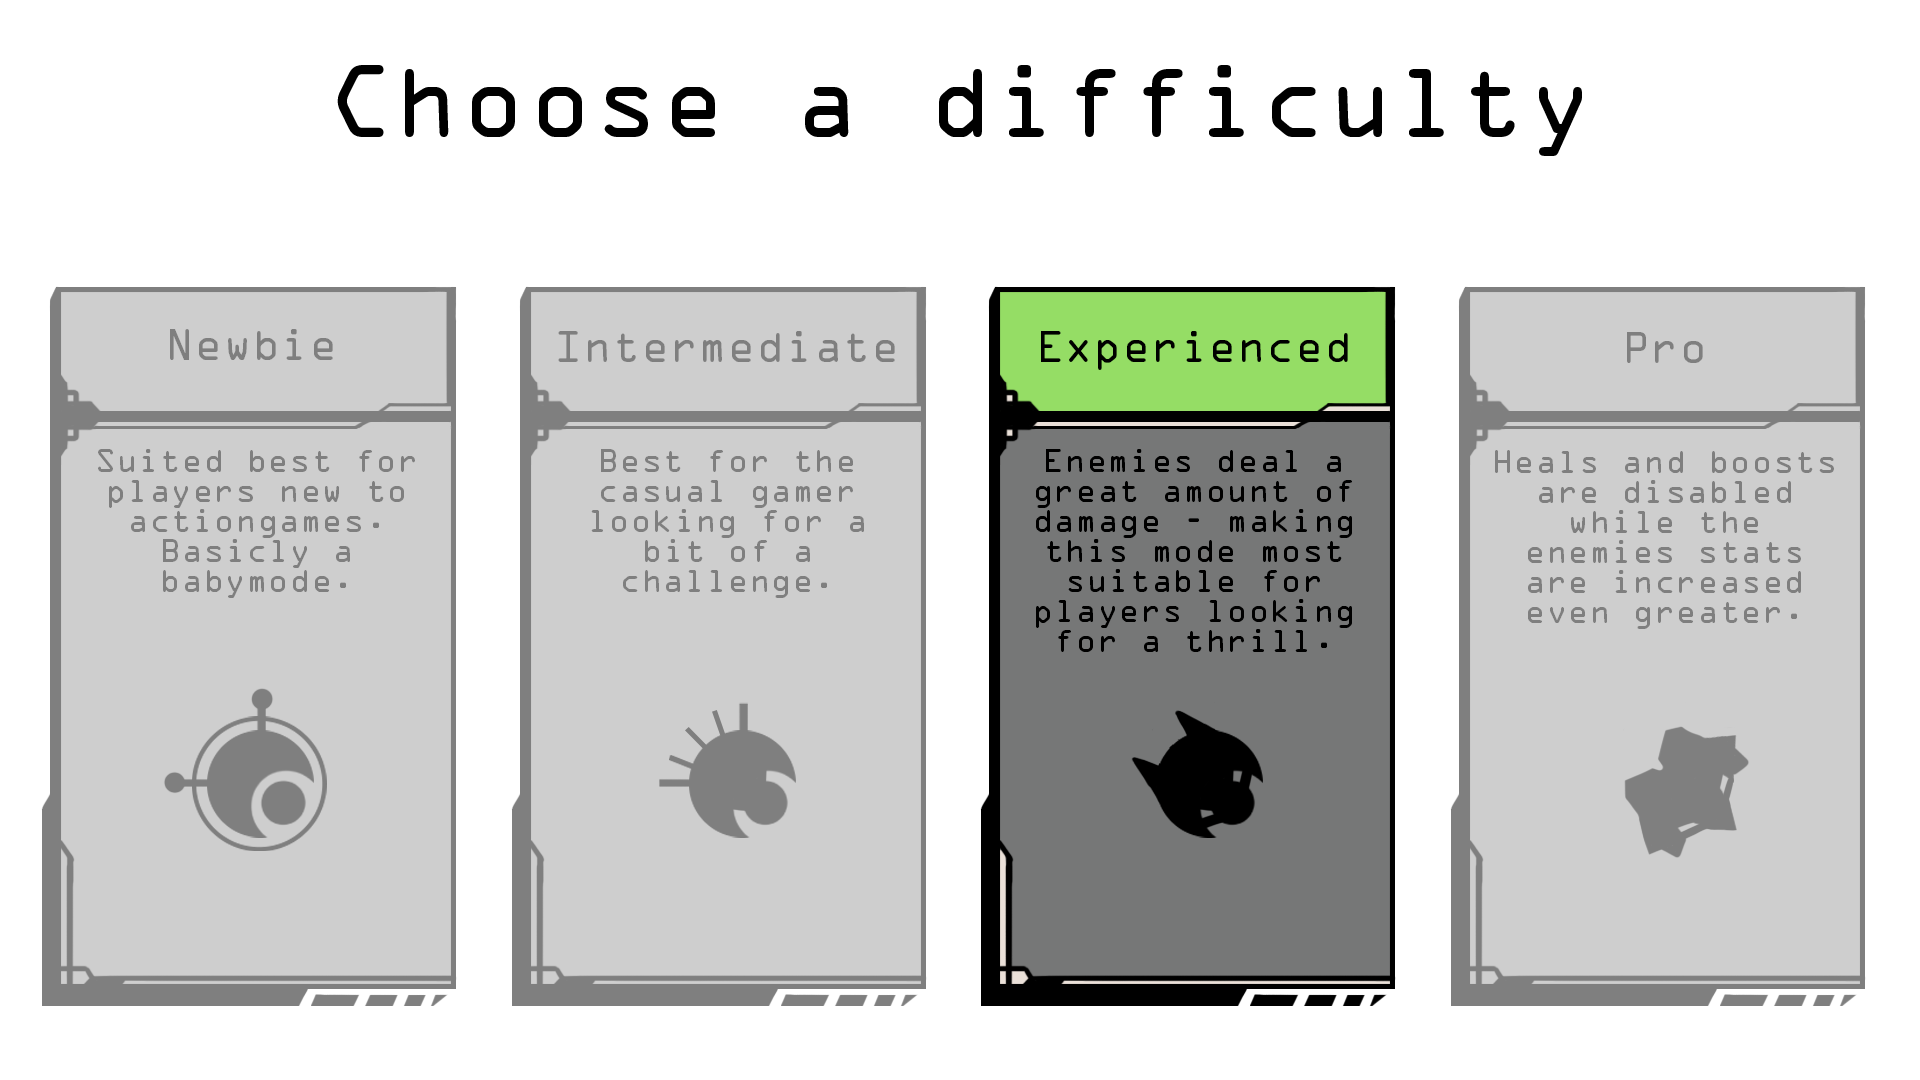 Choose a difficulty
Newbie
Suited best for
players new to
actiongames.
Basicly a
babymode.
Intermediate
Best for the
casual gamer
looking for a
bit of a
challenge.
Experienced
Enemies deal a
great amount of
damage - making
this mode most
suitable for
players looking
for a thrill.
Pro
Heals and boosts
are disabled
while the
enemies stats
are increased
even greater.